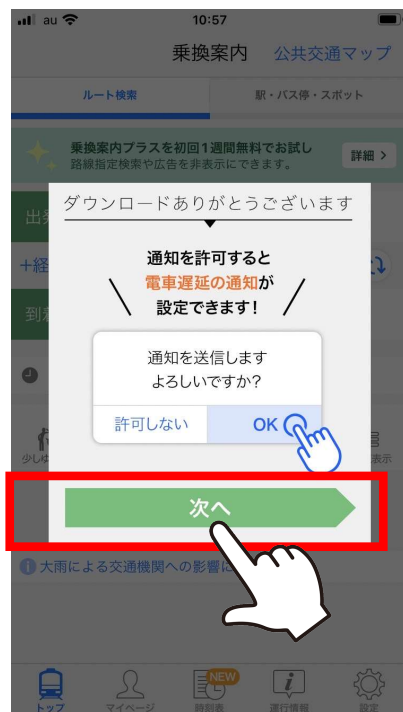 au
10:57
乗換案内
公共交通マップ
ルート検索
駅・バス停・スポット
乗換案内プラスを初回1週間無料でお試し
路線指定検索や広告を非表示にできます。
詳細 >
ダウンロードありがとうございます
出
通知を許可すると
電車遅延の通知が
設定できます!
+経
到
通知を送信します
よろしいですか?
許可しない
OK
少し
表示
次へ
大雨による交通機関への影響に
NEW
トップ
マイページ
時刻表
運行情報
設定